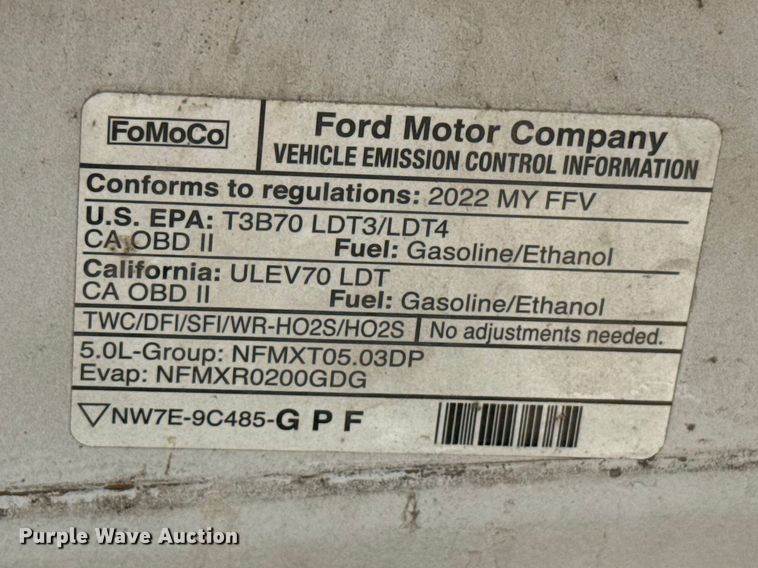 FoMoCo
Ford Motor Company
VEHICLE EMISSION CONTROL INFORMATION
Conforms to regulations: 2022 MY FFV
U.S. EPA: T3B70 LDT3/LDT4
CA OBD II Fuel: Gasoline/Ethanol
California: ULEV70 LDT
CA OBD II Fuel: Gasoline/Ethanol
TWC/DFI/SFI/WR-HO2S/HO2S No adjustments needed.
5.0L-Group: NFMXT05.03DP
Evap: NFMXR0200GDG
NW7E-9C485-G P F
Purple Wave Auction